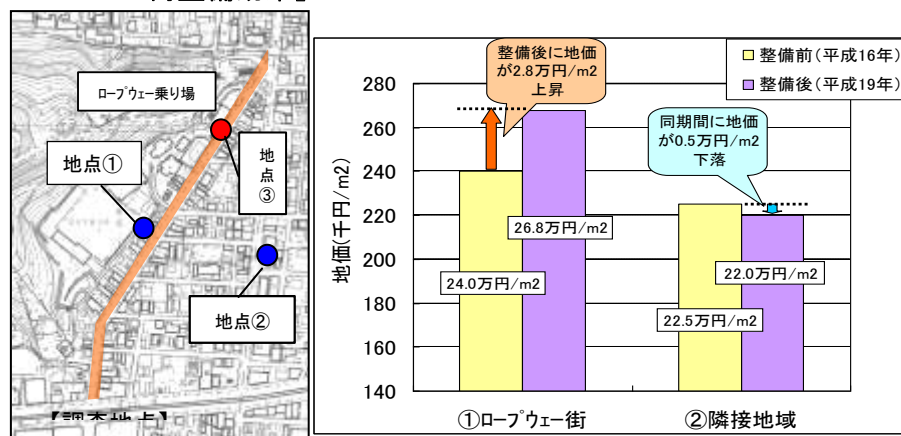 ﾛｰﾌﾟｳｪｰ乗り場
地点①
地
点
③
地点②
【調査地点】
整備後に地価
が2.8万円/m2
上昇
整備前(平成16年)
整備後(平成19年)
同期間に地価
が0.5万円/m2
下落
地価(千円/m2)
280
260
240
220
200
180
160
140
26.8万円/m2
24.0万円/m2
22.0万円/m2
22.5万円/m2
①ﾛｰﾌﾟｳｪｰ街
②隣接地域